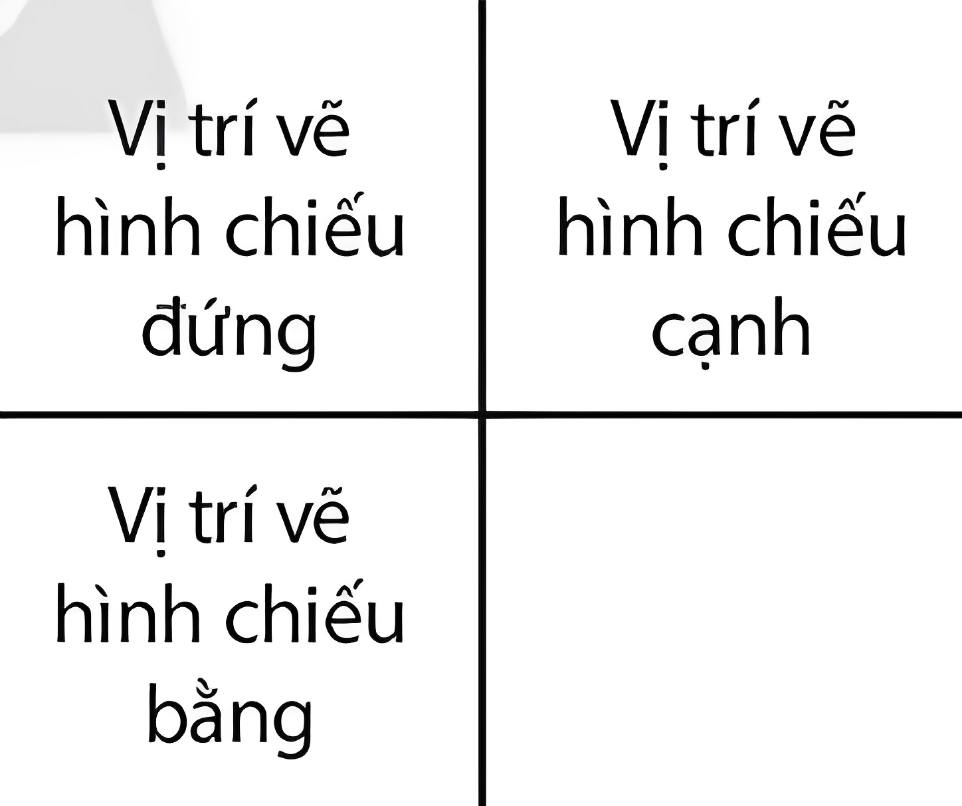 Vị trí vẽ
hình chiếu
đứng
Vị trí vẽ
hình chiếu
cạnh
Vị trí vẽ
hình chiếu
bằng